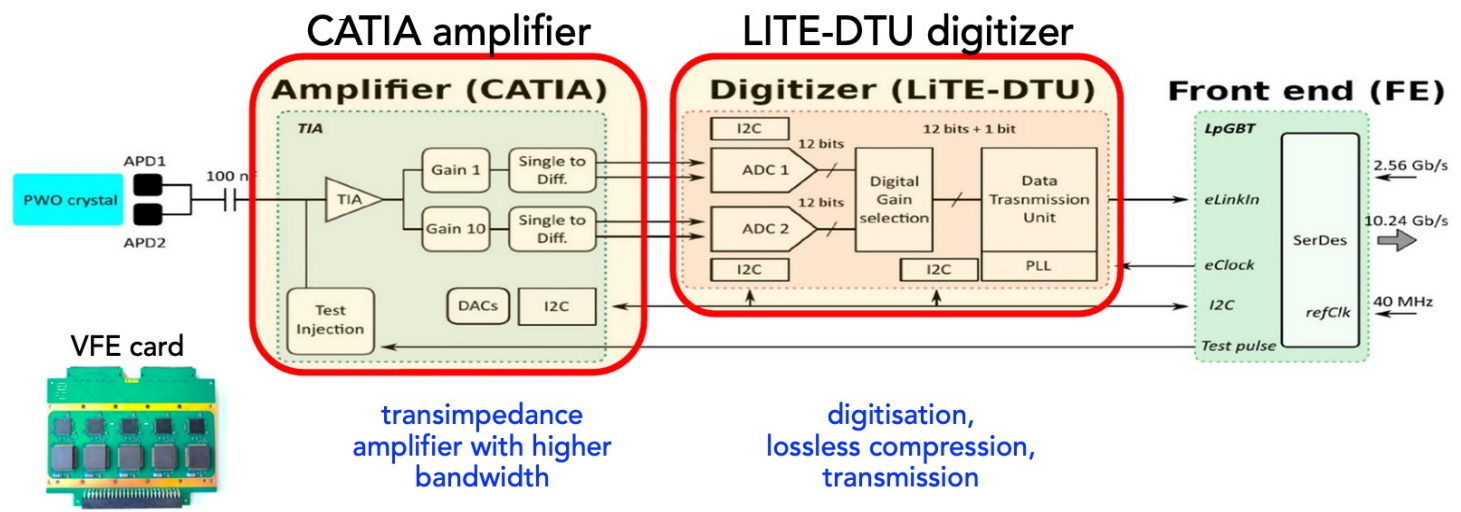 CATIA amplifier
LITE-DTU digitizer
Amplifier (CATIA)
Digitizer (LiTE-DTU)
Front end (FE)
TIA
I2C
12 bits + 1 bit
LpGBT
APD1
100 n
Gain 1
Single to
Diff.
12 bits
ADC 1
2.56 Gb/s
PWO crystal
TIA
Digital
Gain
selection
Data
Trasnmission
Unit
eLinkIn
APD2
Gain 10
Single to
Diff.
12 bits
ADC 2
10.24 Gb/s
SerDes
I2C
I2C
PLL
eClock
Test
Injection
DACs
I2C
I2C
40 MHz
refClk
Test pulse
VFE card
transimpedance
amplifier with higher
bandwidth
digitisation,
lossless compression,
transmission